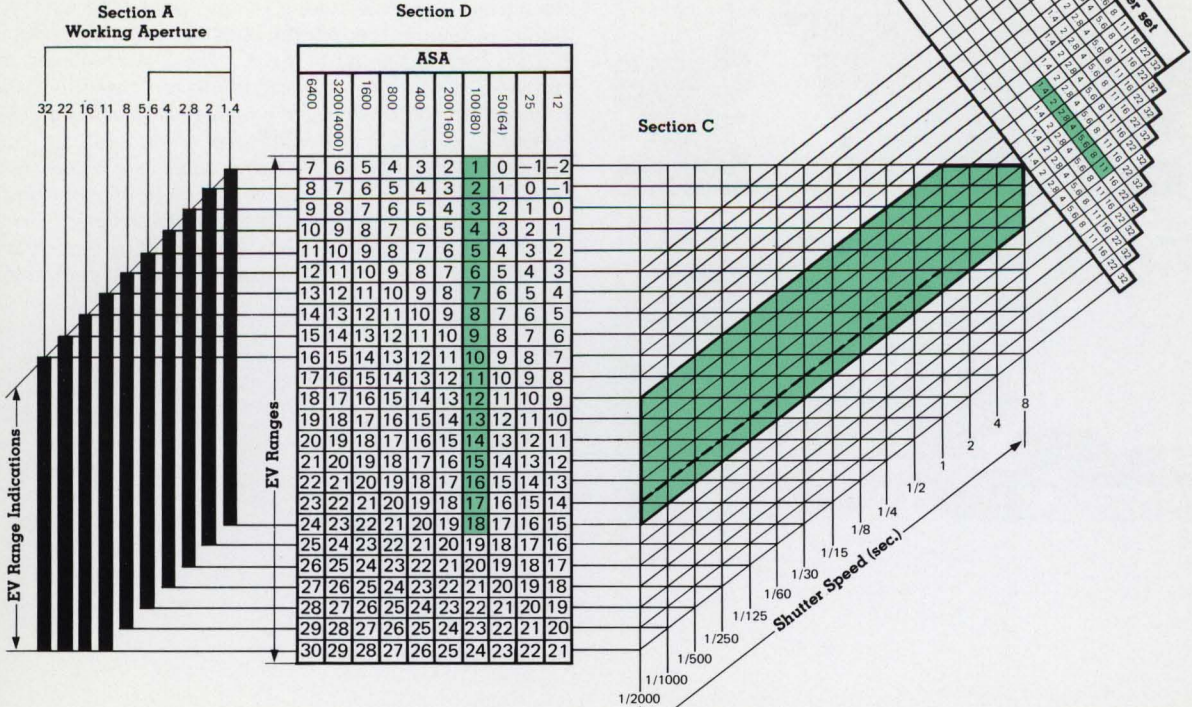 Section A
Working Aperture
32 22 16 11 8 5.6 4 2.8 2 1.4
EV Range Indications
Section D
ASA
6400 3200(4000) 1600 800 400 200(160) 100(80) 50(64) 25 12
EV Ranges
7 6 5 4 3 2 1 0 −1 −2
8 7 6 5 4 3 2 1 0 −1
9 8 7 6 5 4 3 2 1 0
10 9 8 7 6 5 4 3 2 1
11 10 9 8 7 6 5 4 3 2
12 11 10 9 8 7 6 5 4 3
13 12 11 10 9 8 7 6 5 4
14 13 12 11 10 9 8 7 6 5
15 14 13 12 11 10 9 8 7 6
16 15 14 13 12 11 10 9 8 7
17 16 15 14 13 12 11 10 9 8
18 17 16 15 14 13 12 11 10 9
19 18 17 16 15 14 13 12 11 10
20 19 18 17 16 15 14 13 12 11
21 20 19 18 17 16 15 14 13 12
22 21 20 19 18 17 16 15 14 13
23 22 21 20 19 18 17 16 15 14
24 23 22 21 20 19 18 17 16 15
25 24 23 22 21 20 19 18 17 16
26 25 24 23 22 21 20 19 18 17
27 26 25 24 23 22 21 20 19 18
28 27 26 25 24 23 22 21 20 19
29 28 27 26 25 24 23 22 21 20
30 29 28 27 26 25 24 23 22 21
Section C
8
4
2
1
1/2
1/4
1/8
1/15
1/30
1/60
1/125
1/250
1/500
1/1000
1/2000
Shutter Speed (sec.)
set
1.4 2 2.8 4 5.6 8 11 16 22 32